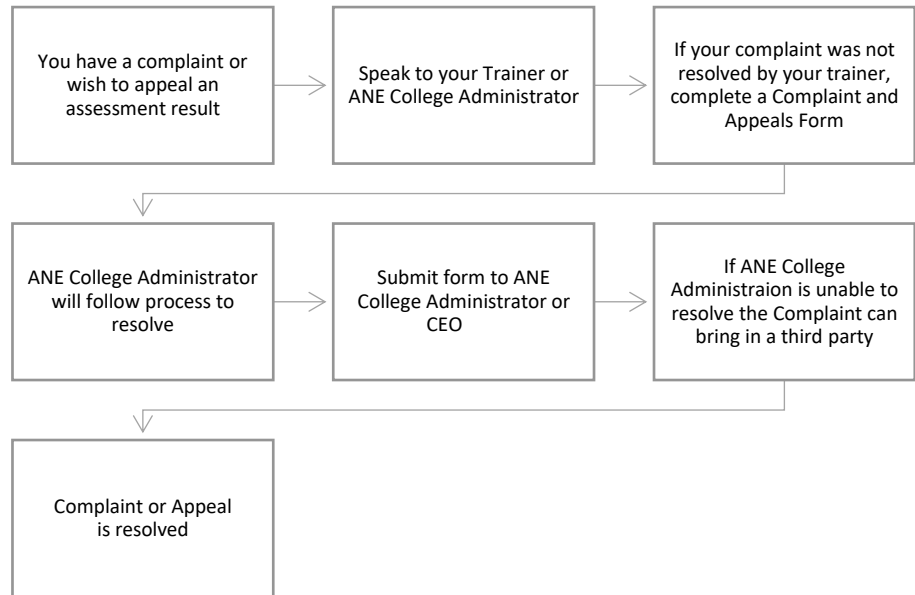 You have a complaint or
wish to appeal an
assessment result
Speak to your Trainer or
ANE College Administrator
If your complaint was not
resolved by your trainer,
complete a Complaint and
Appeals Form
ANE College Administrator
will follow process to
resolve
Submit form to ANE
College Administrator or
CEO
If ANE College
Administraion is unable to
resolve the Complaint can
bring in a third party
Complaint or Appeal
is resolved